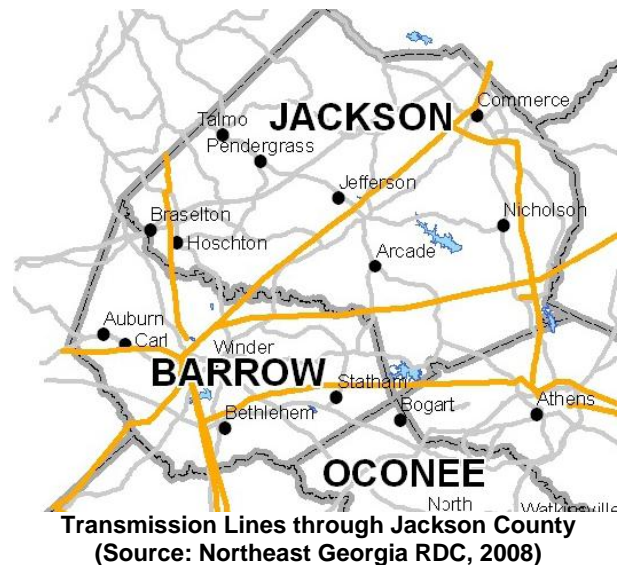 Commerce
Talmo
JACKSON
Pendergrass
Jefferson
Nicholson
Braselton
Hoschton
Arcade
Auburn
Carl
Winder
BARROW
Statham
Bethlehem
Bogart
Athens
OCONEE
North
Watkinsville
Transmission Lines through Jackson County
(Source: Northeast Georgia RDC, 2008)